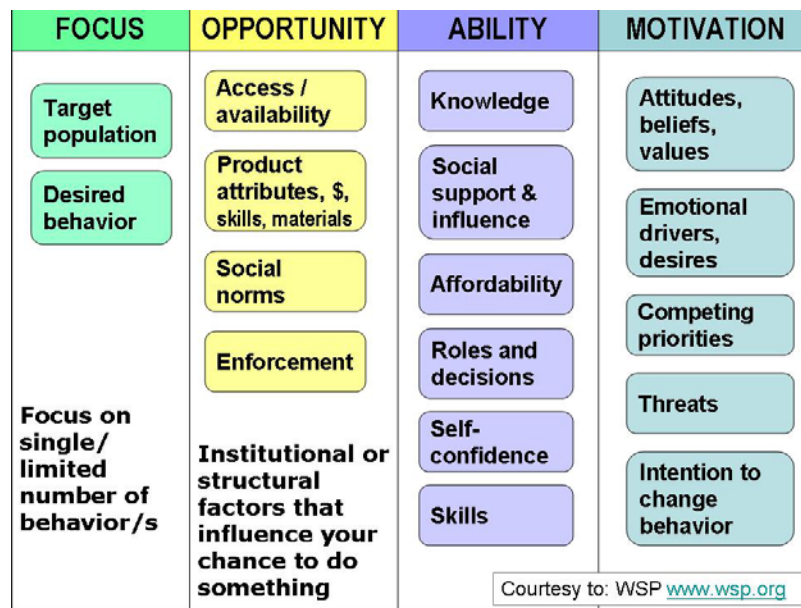 FOCUS
Target
population
Desired
behavior
Focus on
single/
limited
number of
behavior/s
OPPORTUNITY
Access /
availability
Product
attributes, $,
skills, materials
Social
norms
Enforcement
Institutional or
structural
factors that
influence your
chance to do
something
ABILITY
Knowledge
Social
support &
influence
Affordability
Roles and
decisions
Self-
confidence
Skills
MOTIVATION
Attitudes,
beliefs,
values
Emotional
drivers,
desires
Competing
priorities
Threats
Intention to
change
behavior
Courtesy to: WSP www.wsp.org